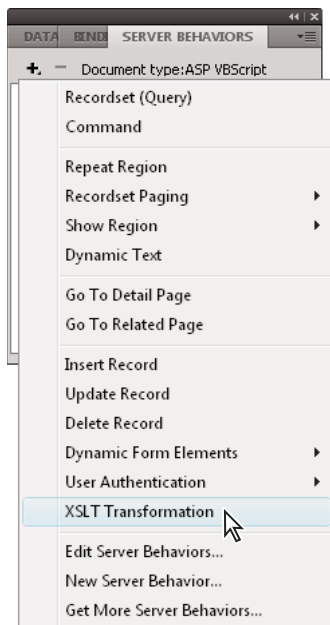 DATA BINDI SERVER BEHAVIORS
Document type:ASP VBScript
Recordset (Query)
Command
Repeat Region
Recordset Paging
Show Region
Dynamic Text
Go To Detail Page
Go To Related Page
Insert Record
Update Record
Delete Record
Dynamic Form Elements
User Authentication
XSLT Transformation
Edit Server Behaviors...
New Server Behavior...
Get More Server Behaviors...